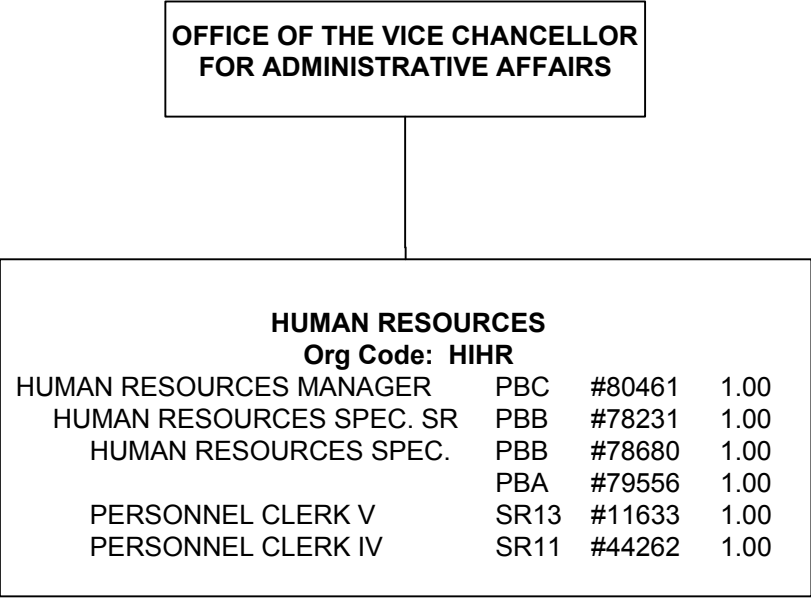 OFFICE OF THE VICE CHANCELLOR
FOR ADMINISTRATIVE AFFAIRS
HUMAN RESOURCES
Org Code: HIHR
HUMAN RESOURCES MANAGER PBC #80461 1.00
HUMAN RESOURCES SPEC. SR PBB #78231 1.00
HUMAN RESOURCES SPEC. PBB #78680 1.00
PBA #79556 1.00
PERSONNEL CLERK V SR13 #11633 1.00
PERSONNEL CLERK IV SR11 #44262 1.00